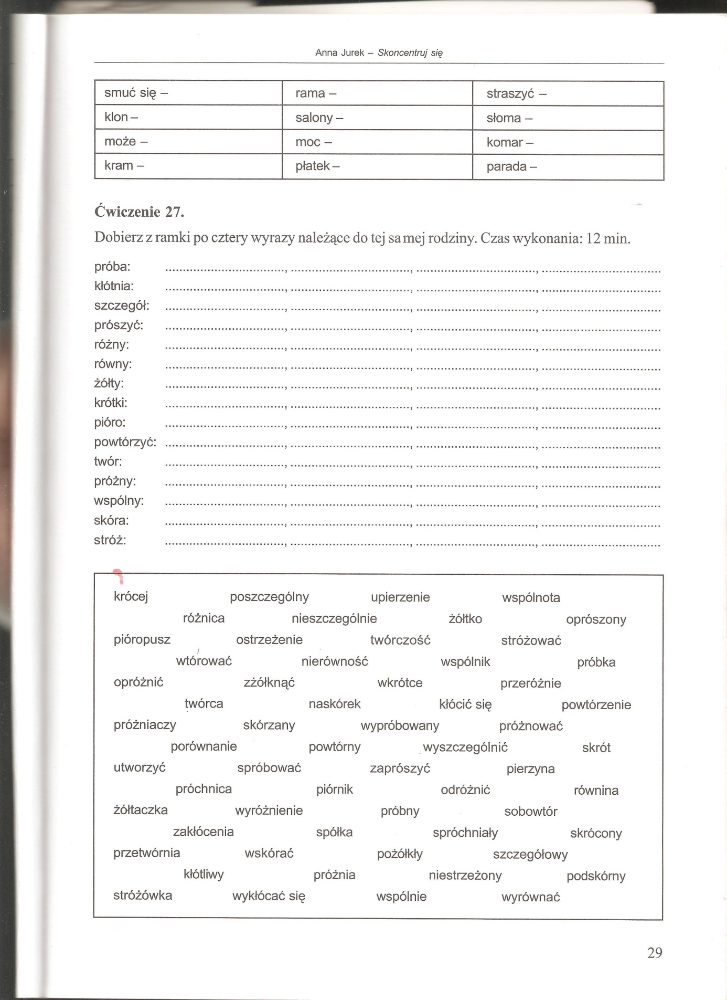 Anna Jurek – Skoncentruj się
smuć się – rama – straszyć –
klon – salony – słoma –
może – moc – komar –
kram – płatek – parada –
Ćwiczenie 27.
Dobierz z ramki po cztery wyrazy należące do tej samej rodziny. Czas wykonania: 12 min.
próba: ................................, ................................, ................................, ................................
kłótnia: ................................, ................................, ................................, ................................
szczegół: ................................, ................................, ................................, ................................
prószyć: ................................, ................................, ................................, ................................
różny: ................................, ................................, ................................, ................................
równy: ................................, ................................, ................................, ................................
żółty: ................................, ................................, ................................, ................................
krótki: ................................, ................................, ................................, ................................
pióro: ................................, ................................, ................................, ................................
powtórzyć: ................................, ................................, ................................, ................................
twór: ................................, ................................, ................................, ................................
próżny: ................................, ................................, ................................, ................................
wspólny: ................................, ................................, ................................, ................................
skóra: ................................, ................................, ................................, ................................
stróż: ................................, ................................, ................................, ................................
krócej poszczególny upierzenie wspólnota
różnica nieszczególnie żółtko oprószony
pióropusz ostrzeżenie twórczość stróżować
wtórować nierówność wspólnik próbka
opróżnić zżółknąć wkrótce przeróżnie
twórca naskórek kłócić się powtórzenie
próżniaczy skórzany wypróbowany próżnować
porównanie powtórny wyszczególnić skrót
utworzyć spróbować zaprószyć pierzyna
próchnica piórnik odróżnić równina
żółtaczka wyróżnienie próbny sobowtór
zakłócenia spółka spróchniały skrócony
przetwórnia wskórać pożółkły szczegółowy
kłótliwy próżnia niestrzeżony podskórny
stróżówka wykłócać się wspólnie wyrównać
29